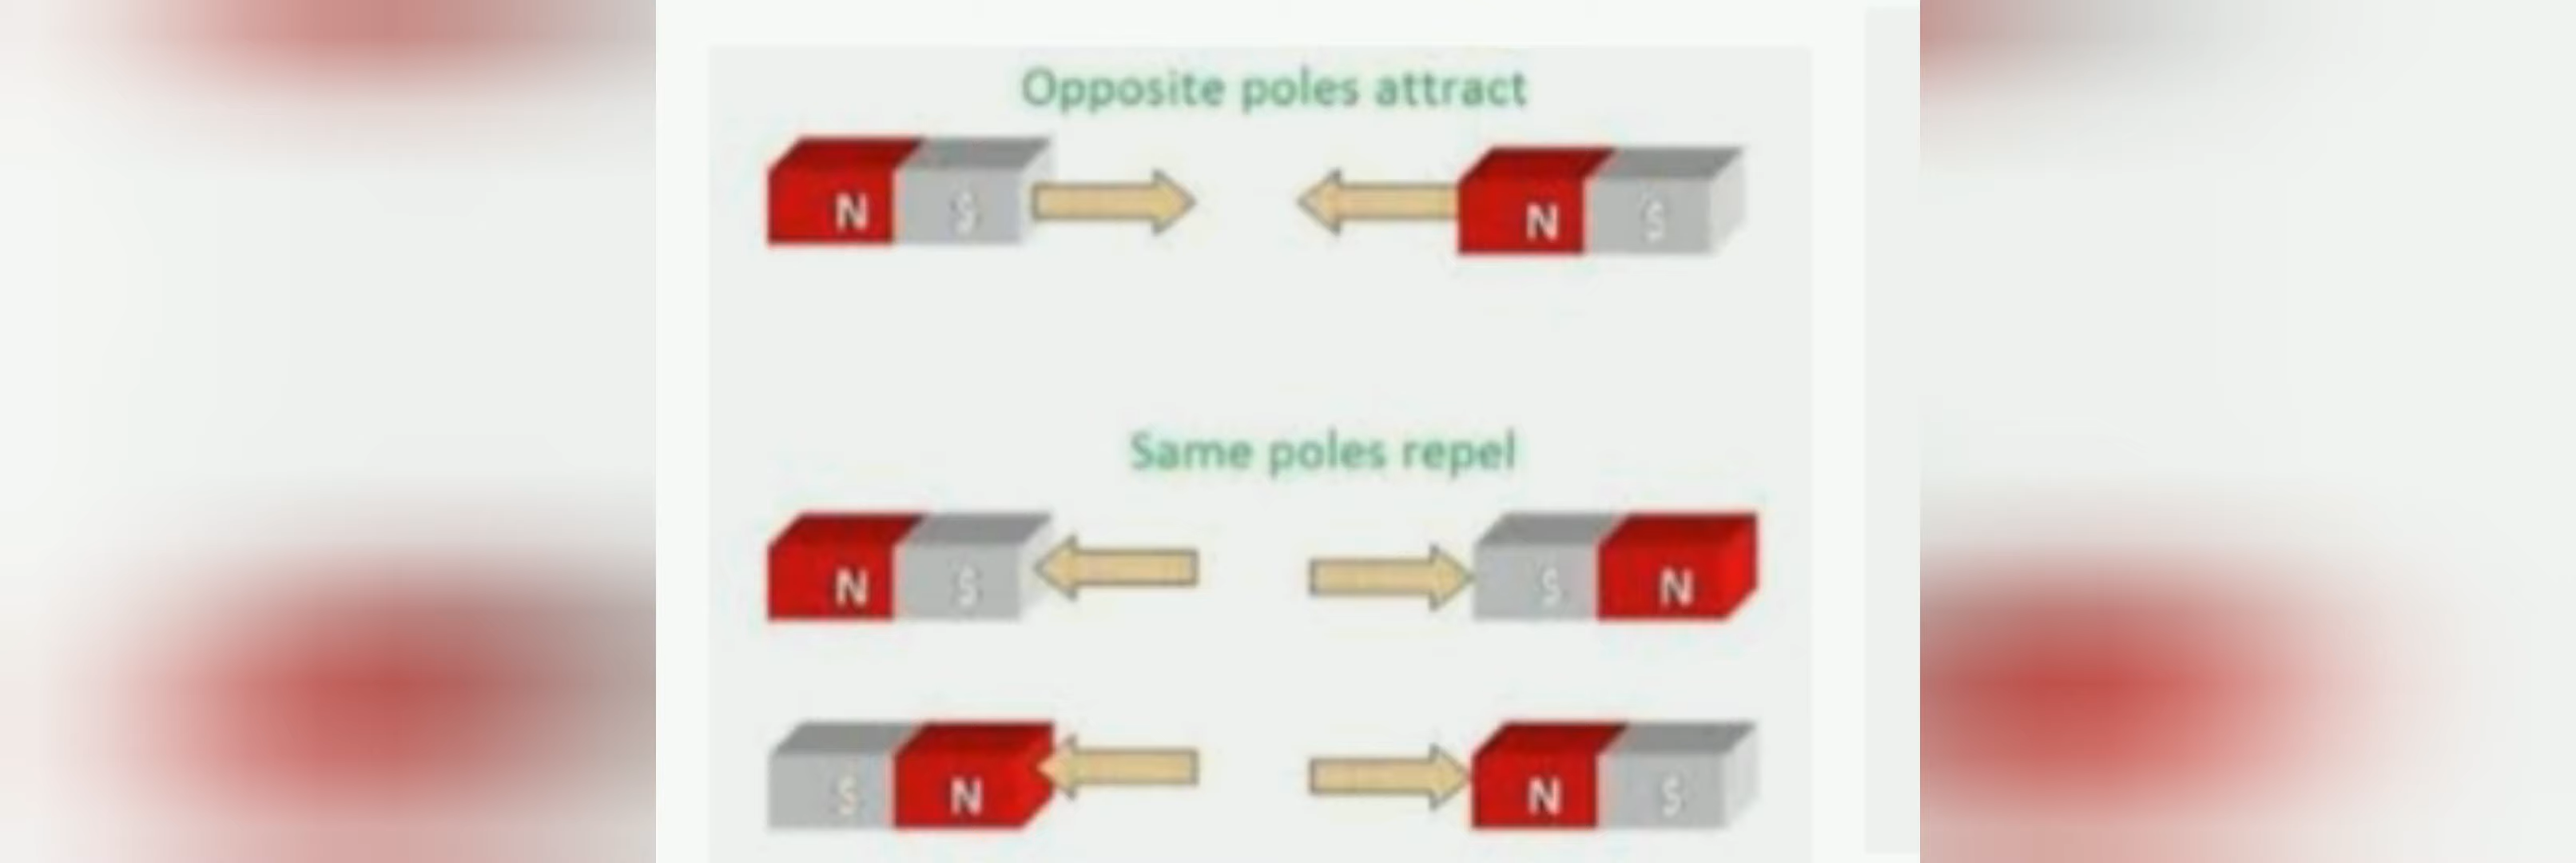 Opposite poles attract
N S N S
Same poles repel
N S S N
S N N S